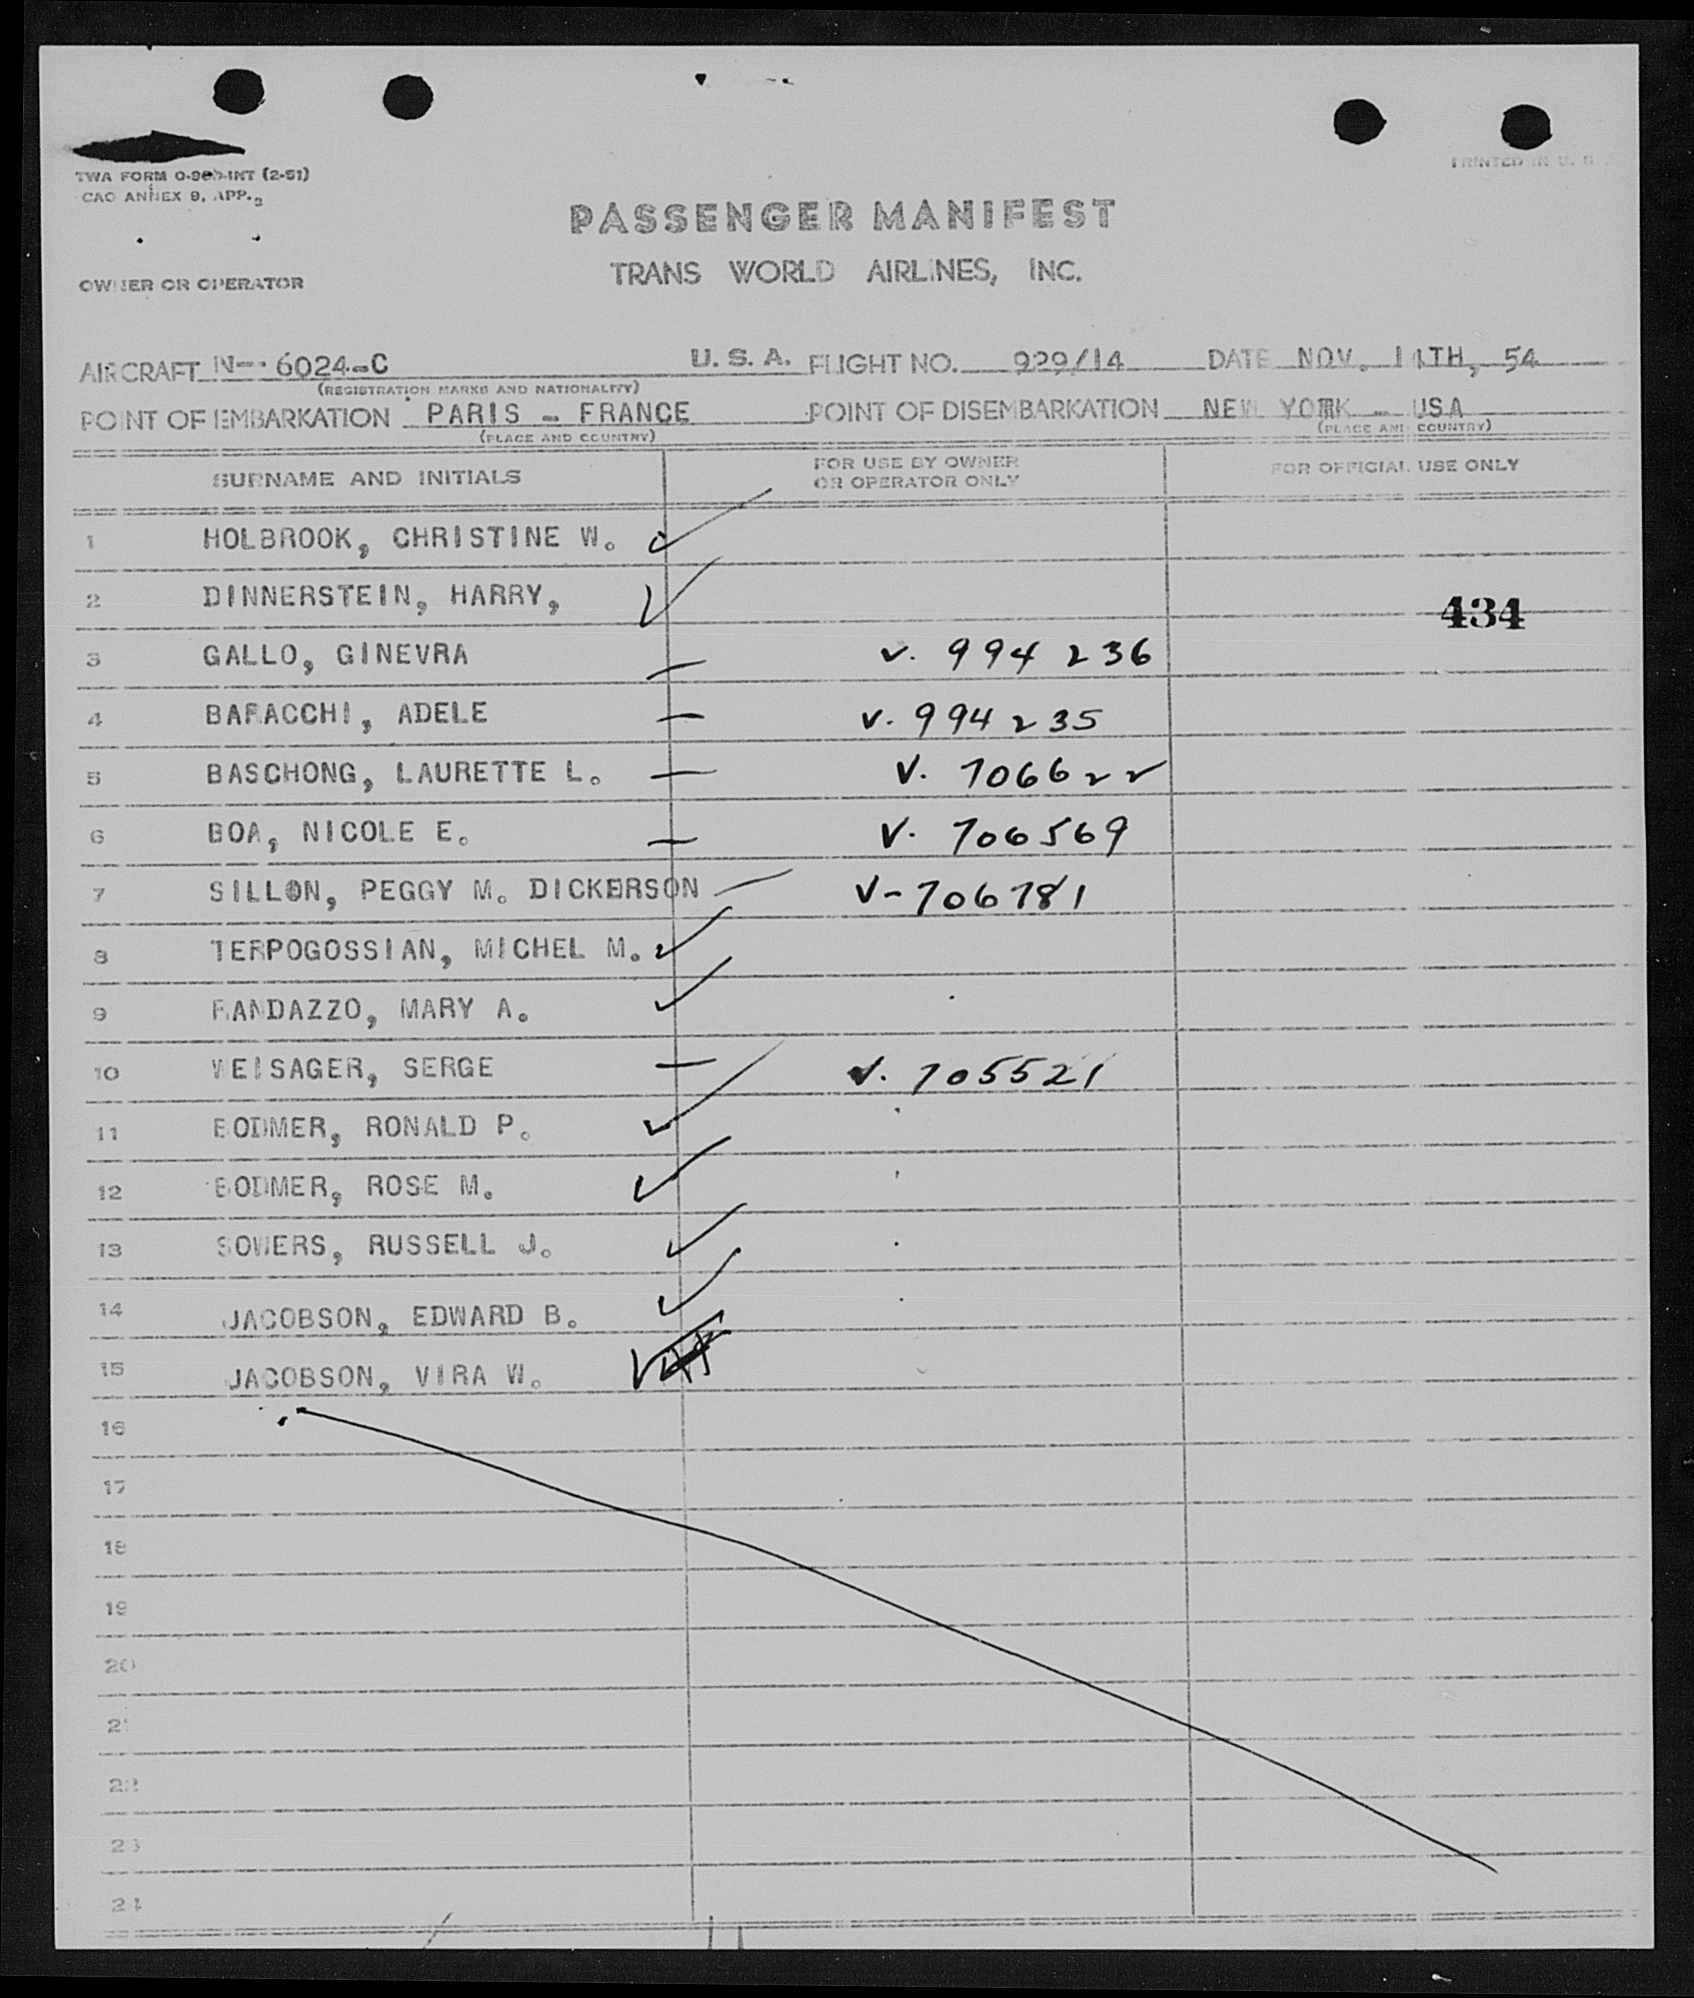 PRINTED IN U. S.
TWA FORM 0-980-INT (2-51)
CAO ANNEX 9, APP. 2
PASSENGER MANIFEST
TRANS WORLD AIRLINES, INC.
OWNER OR OPERATOR
AIRCRAFT N- 6024-C U. S. A. FLIGHT NO. 929/14 DATE NOV. 14TH, 54
(REGISTRATION MARKS AND NATIONALITY)
POINT OF EMBARKATION PARIS - FRANCE POINT OF DISEMBARKATION NEW YORK - USA
(PLACE AND COUNTRY) (PLACE AND COUNTRY)
SURNAME AND INITIALS FOR USE BY OWNER OR OPERATOR ONLY FOR OFFICIAL USE ONLY
1 HOLBROOK, CHRISTINE W. ✓
2 DINNERSTEIN, HARRY, ✓ 434
3 GALLO, GINEVRA — v. 994236
4 BARACCHI, ADELE — v. 994235
5 BASCHONG, LAURETTE L. — V. 706622
6 BOA, NICOLE E. — V. 706569
7 SILLON, PEGGY M. DICKERSON — V-706781
8 TERPOGOSSIAN, MICHEL M. ✓
9 RANDAZZO, MARY A. ✓
10 WEISAGER, SERGE — V. 705521
11 BODMER, RONALD P. ✓
12 BODMER, ROSE M. ✓
13 SOWERS, RUSSELL J. ✓
14 JACOBSON, EDWARD B. ✓
15 JACOBSON, VIRA W. ✓
16
17
18
19
20
21
22
23
24